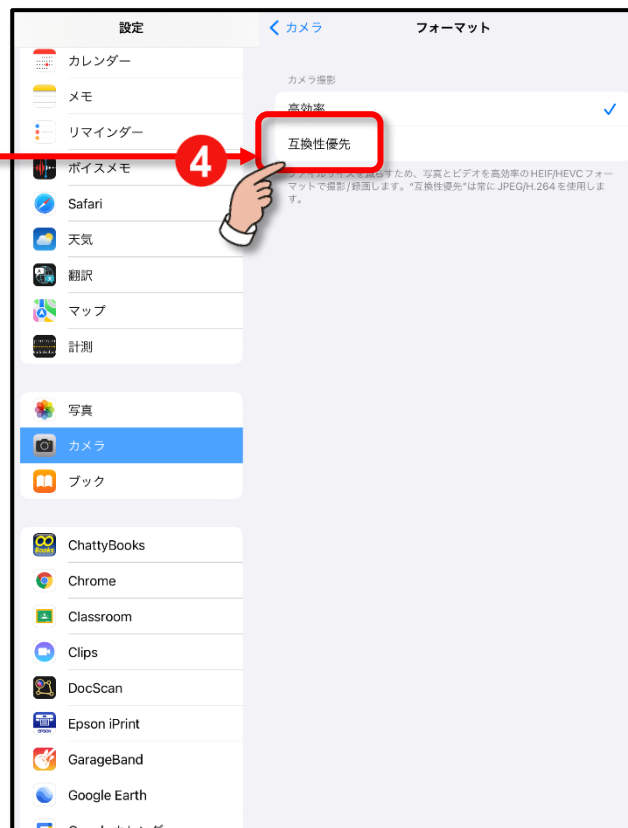 設定
カレンダー
メモ
リマインダー
ボイスメモ
Safari
天気
翻訳
マップ
計測
写真
カメラ
ブック
ChattyBooks
Chrome
Classroom
Clips
DocScan
Epson iPrint
GarageBand
Google Earth
カメラ
フォーマット
カメラ撮影
高効率
互換性優先
4
ファイルサイズを減らすため、写真とビデオを高効率のHEIF/HEVCフォー
マットで撮影/録画します。"互換性優先"は常にJPEG/H.264を使用しま
す。